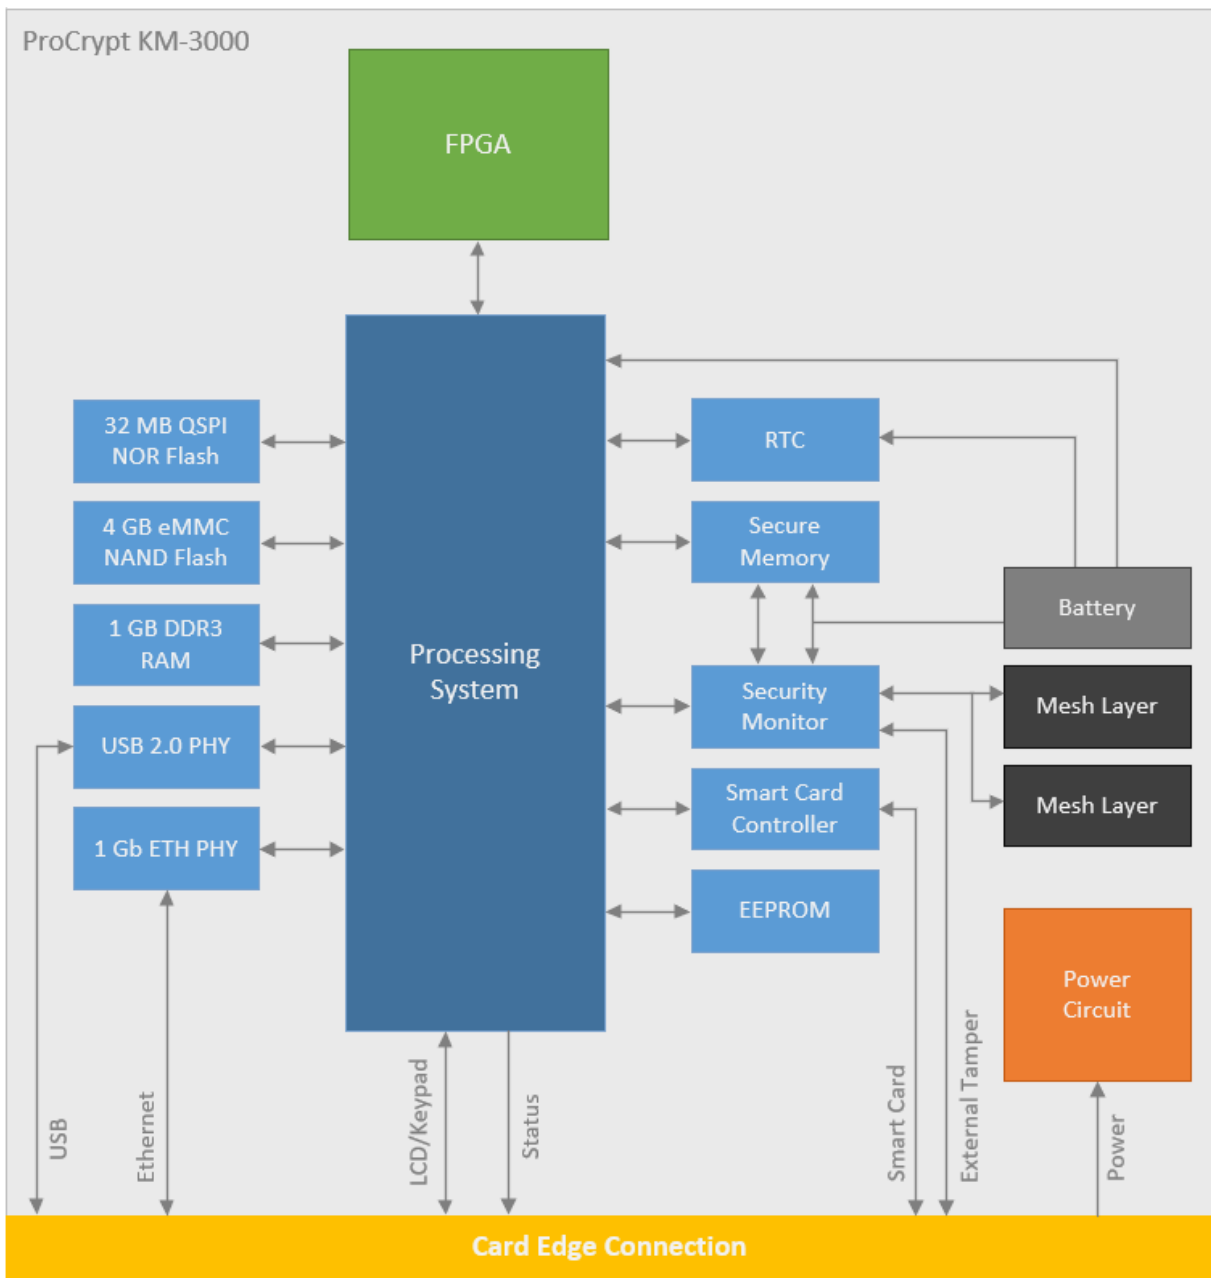 ProCrypt KM-3000
FPGA
32 MB QSPI
NOR Flash
4 GB eMMC
NAND Flash
1 GB DDR3
RAM
USB 2.0 PHY
1 Gb ETH PHY
Processing
System
RTC
Secure
Memory
Security
Monitor
Smart Card
Controller
EEPROM
Battery
Mesh Layer
Mesh Layer
Power
Circuit
USB
Ethernet
LCD/Keypad
Status
Smart Card
External Tamper
Power
Card Edge Connection